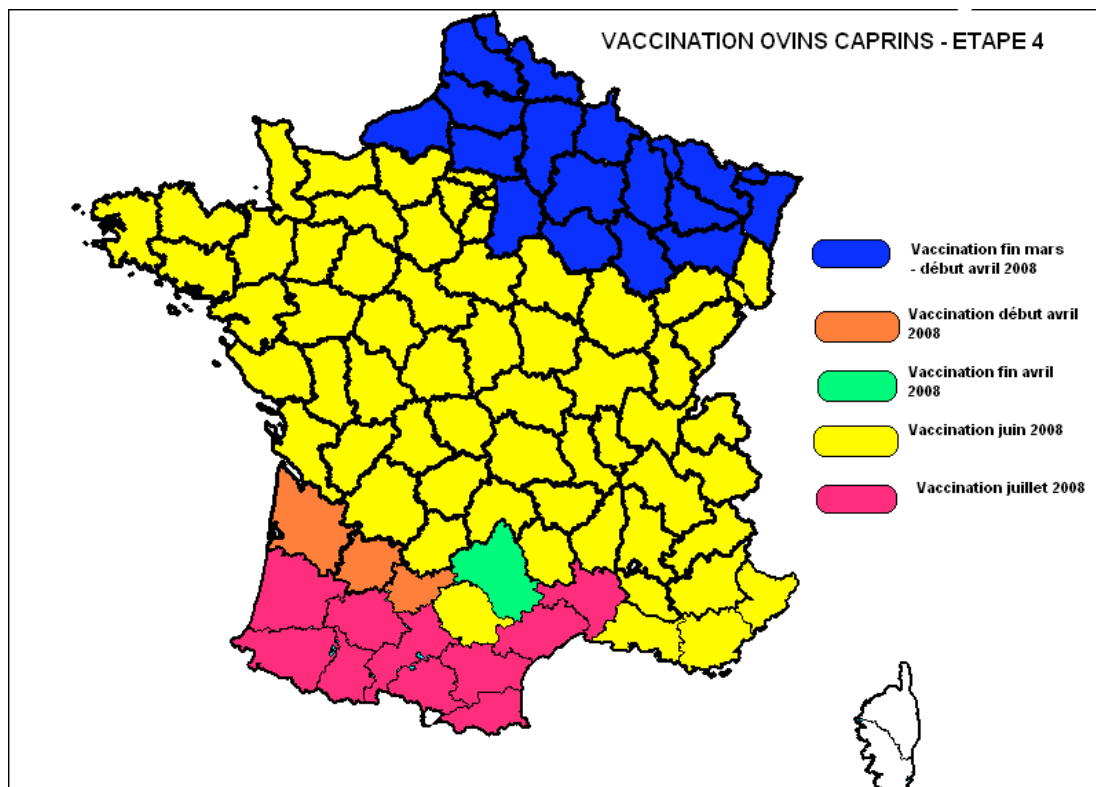 VACCINATION OVINS CAPRINS - ETAPE 4
Vaccination fin mars
- début avril 2008
Vaccination début avril
2008
Vaccination fin avril
2008
Vaccination juin 2008
Vaccination juillet 2008